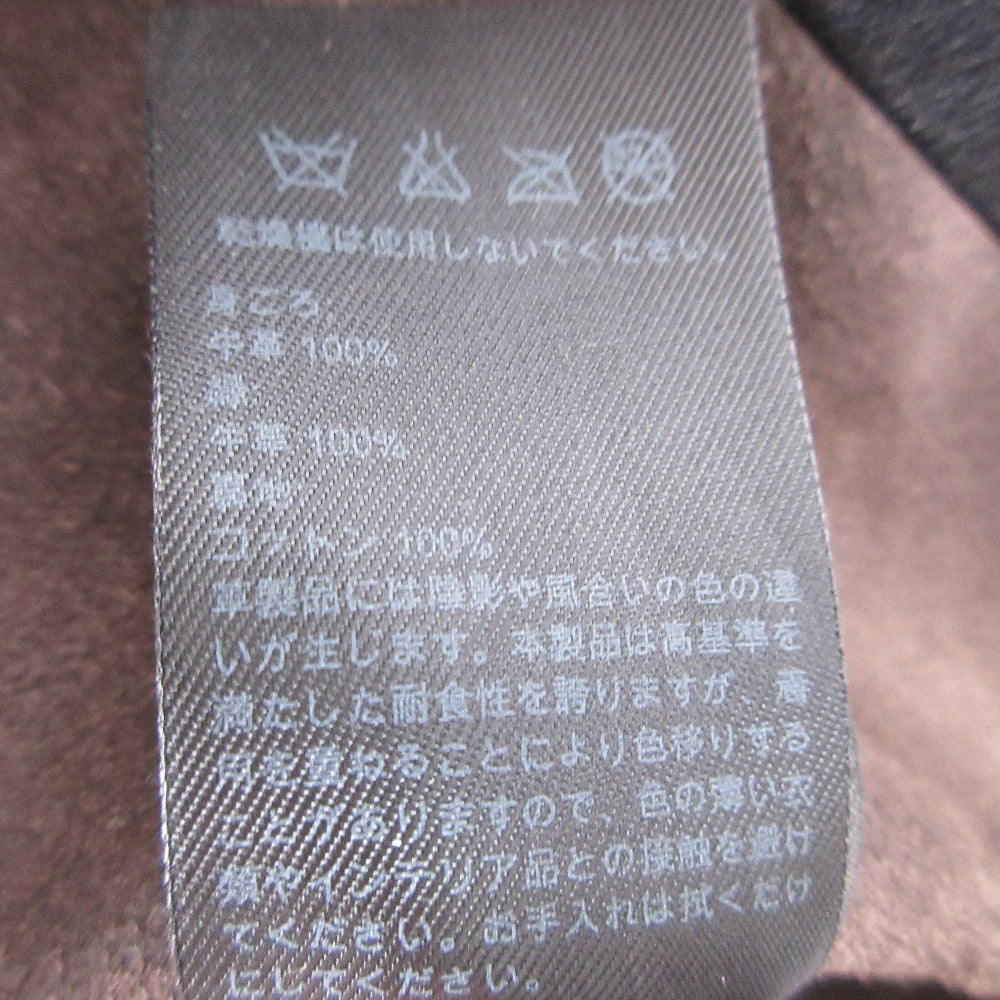 乾燥機は使用しないでください。
身ごろ
牛革 100%
牛革 100%
コットン 100%
革製品には陰影や風合いの色の違
いが生じます。本製品は高基準を
満たした耐食性を誇りますが、着
用を重ねることにより色移りする
ことがありますので、色の薄い衣
類やインテリア品との接触を避け
てください。お手入れは拭くだけ
にしてください。